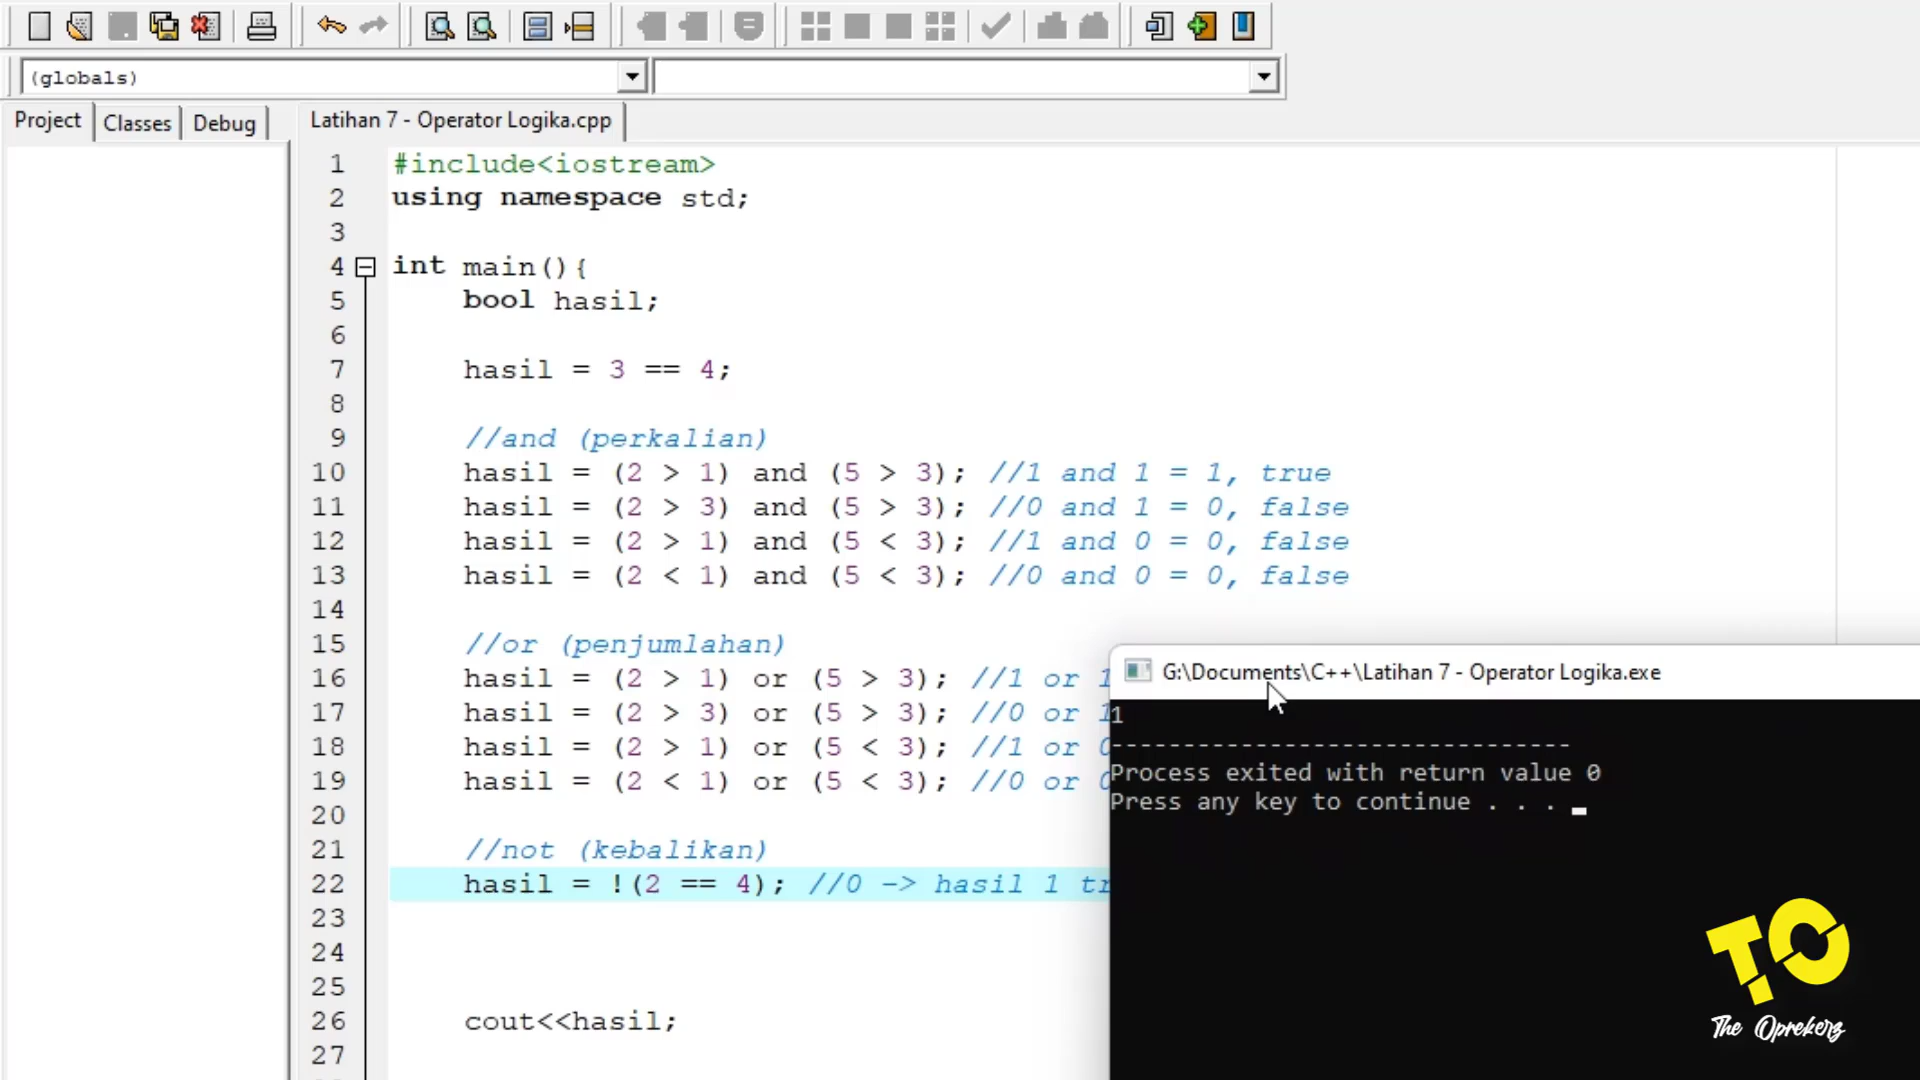 (globals)
Project
Classes
Debug
Latihan 7 - Operator Logika.cpp
1 #include<iostream>
2 using namespace std;
3
4 int main(){
5 bool hasil;
6
7 hasil = 3 == 4;
8
9 //and (perkalian)
10 hasil = (2 > 1) and (5 > 3); //1 and 1 = 1, true
11 hasil = (2 > 3) and (5 > 3); //0 and 1 = 0, false
12 hasil = (2 > 1) and (5 < 3); //1 and 0 = 0, false
13 hasil = (2 < 1) and (5 < 3); //0 and 0 = 0, false
14
15 //or (penjumlahan)
16 hasil = (2 > 1) or (5 > 3); //1 or 1
17 hasil = (2 > 3) or (5 > 3); //0 or 1
18 hasil = (2 > 1) or (5 < 3); //1 or 0
19 hasil = (2 < 1) or (5 < 3); //0 or 0
20
21 //not (kebalikan)
22 hasil = !(2 == 4); //0 -> hasil 1 tr
23
24
25
26 cout<<hasil;
27
G:\Documents\C++\Latihan 7 - Operator Logika.exe
1
--------------------------------
Process exited with return value 0
Press any key to continue . . .
TO
The Oprekerz